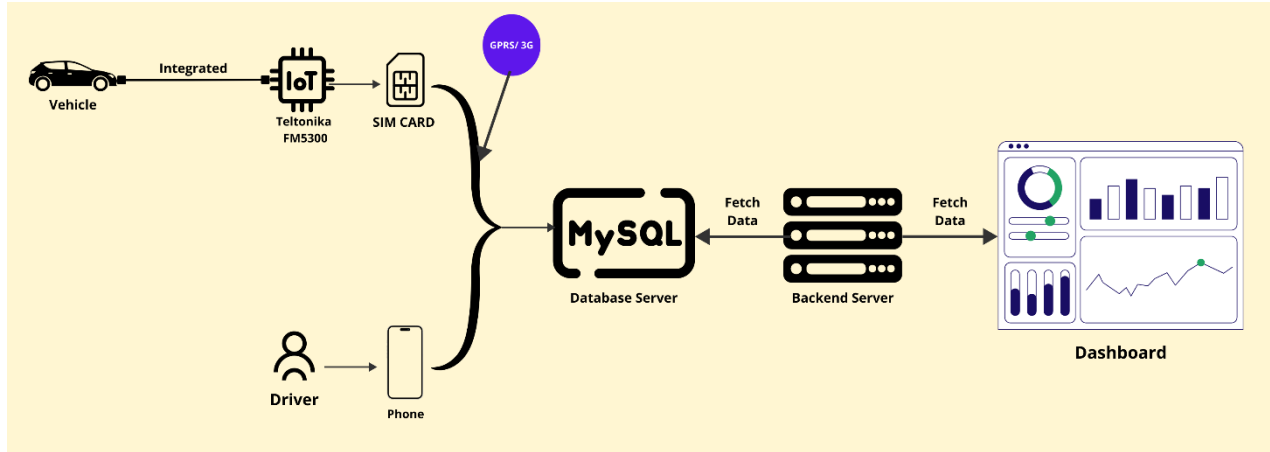 GPRS/ 3G
Integrated
IoT
Vehicle
Teltonika
FM5300
SIM CARD
Fetch
Data
Fetch
Data
MySQL
Database Server
Backend Server
Dashboard
Driver
Phone